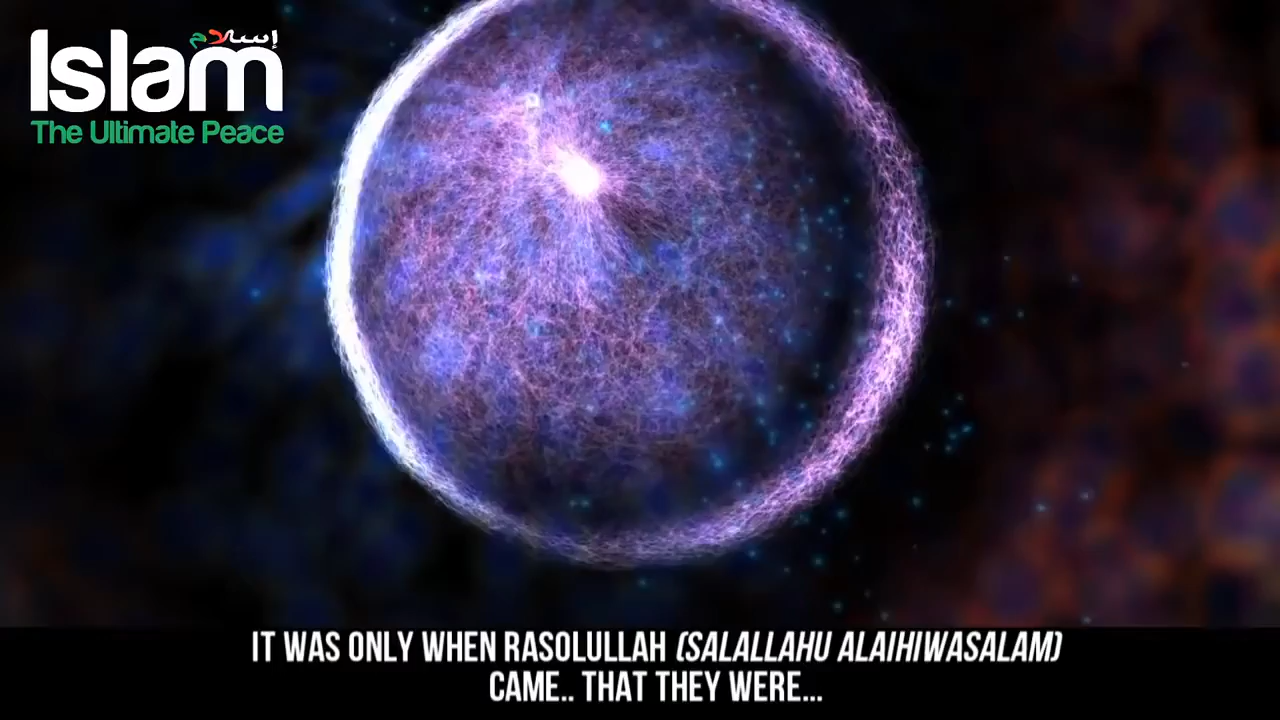 إسلام
Islam
The Ultimate Peace
IT WAS ONLY WHEN RASOLULLAH (SALALLAHU ALAIHIWASALAM)
CAME.. THAT THEY WERE...